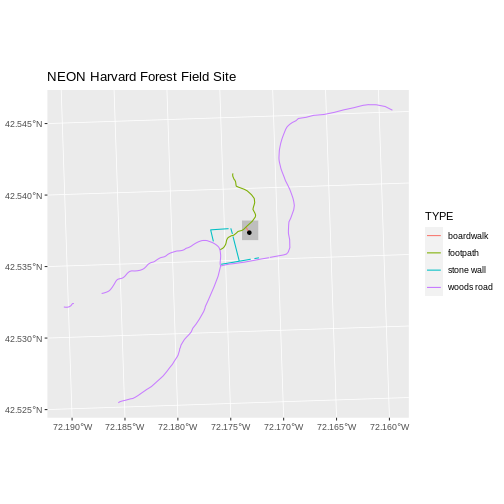 NEON Harvard Forest Field Site
42.545°N
42.540°N
42.535°N
42.530°N
42.525°N
72.190°W 72.185°W 72.180°W 72.175°W 72.170°W 72.165°W 72.160°W
TYPE
boardwalk
footpath
stone wall
woods road